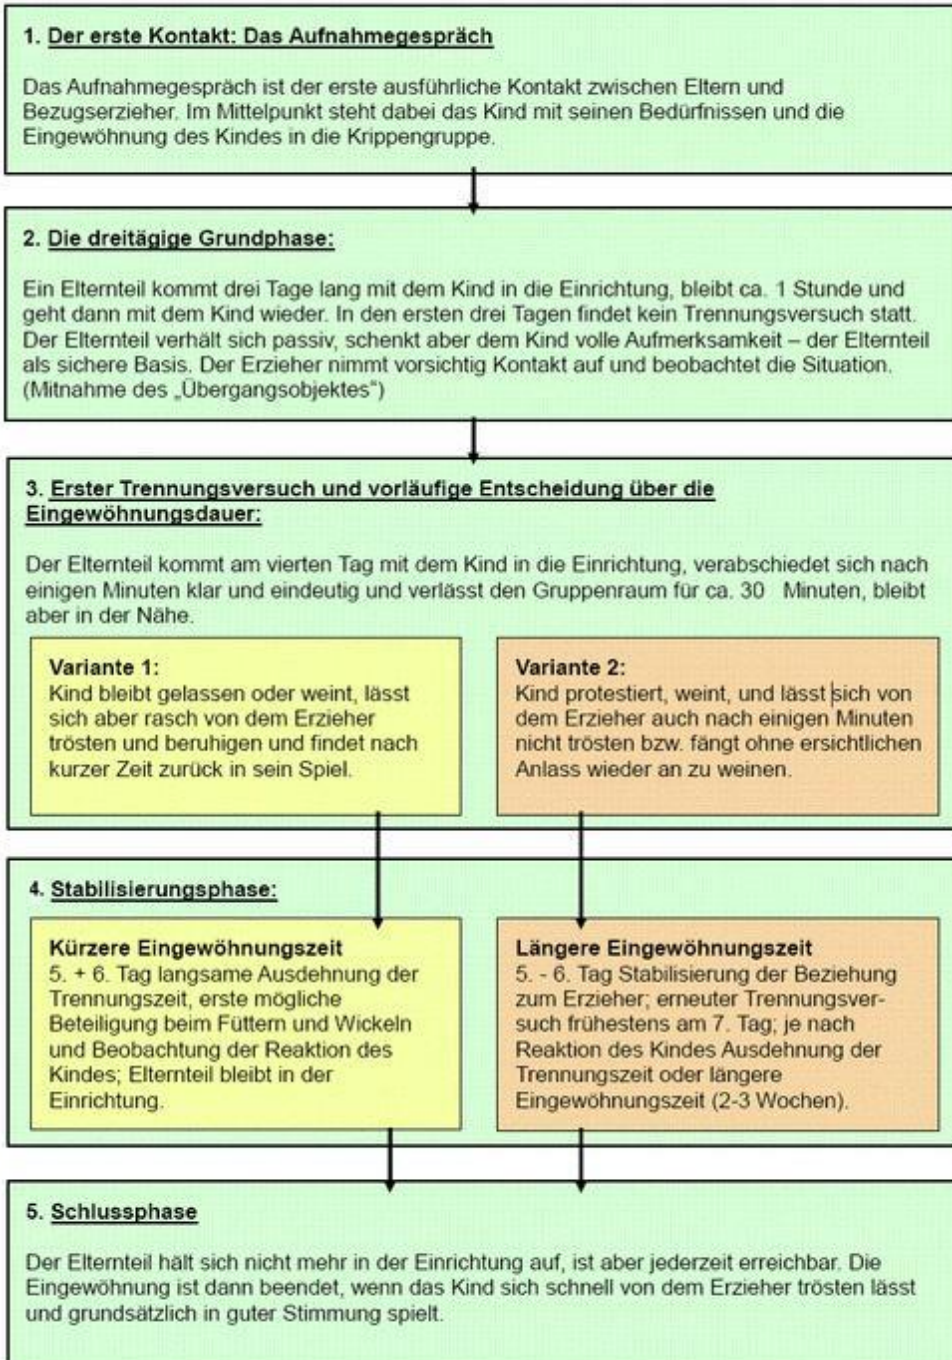 1. Der erste Kontakt: Das Aufnahmegespräch
Das Aufnahmegespräch ist der erste ausführliche Kontakt zwischen Eltern und
Bezugserzieher. Im Mittelpunkt steht dabei das Kind mit seinen Bedürfnissen und die
Eingewöhnung des Kindes in die Krippengruppe.
2. Die dreitägige Grundphase:
Ein Elternteil kommt drei Tage lang mit dem Kind in die Einrichtung, bleibt ca. 1 Stunde und
geht dann mit dem Kind wieder. In den ersten drei Tagen findet kein Trennungsversuch statt.
Der Elternteil verhält sich passiv, schenkt aber dem Kind volle Aufmerksamkeit – der Elternteil
als sichere Basis. Der Erzieher nimmt vorsichtig Kontakt auf und beobachtet die Situation.
(Mitnahme des „Übergangsobjektes“)
3. Erster Trennungsversuch und vorläufige Entscheidung über die
Eingewöhnungsdauer:
Der Elternteil kommt am vierten Tag mit dem Kind in die Einrichtung, verabschiedet sich nach
einigen Minuten klar und eindeutig und verlässt den Gruppenraum für ca. 30 Minuten, bleibt
aber in der Nähe.
Variante 1:
Kind bleibt gelassen oder weint, lässt
sich aber rasch von dem Erzieher
trösten und beruhigen und findet nach
kurzer Zeit zurück in sein Spiel.
Variante 2:
Kind protestiert, weint, und lässt sich von
dem Erzieher auch nach einigen Minuten
nicht trösten bzw. fängt ohne ersichtlichen
Anlass wieder an zu weinen.
4. Stabilisierungsphase:
Kürzere Eingewöhnungszeit
5. + 6. Tag langsame Ausdehnung der
Trennungszeit, erste mögliche
Beteiligung beim Füttern und Wickeln
und Beobachtung der Reaktion des
Kindes; Elternteil bleibt in der
Einrichtung.
Längere Eingewöhnungszeit
5. - 6. Tag Stabilisierung der Beziehung
zum Erzieher; erneuter Trennungsver-
such frühestens am 7. Tag; je nach
Reaktion des Kindes Ausdehnung der
Trennungszeit oder längere
Eingewöhnungszeit (2-3 Wochen).
5. Schlussphase
Der Elternteil hält sich nicht mehr in der Einrichtung auf, ist aber jederzeit erreichbar. Die
Eingewöhnung ist dann beendet, wenn das Kind sich schnell von dem Erzieher trösten lässt
und grundsätzlich in guter Stimmung spielt.